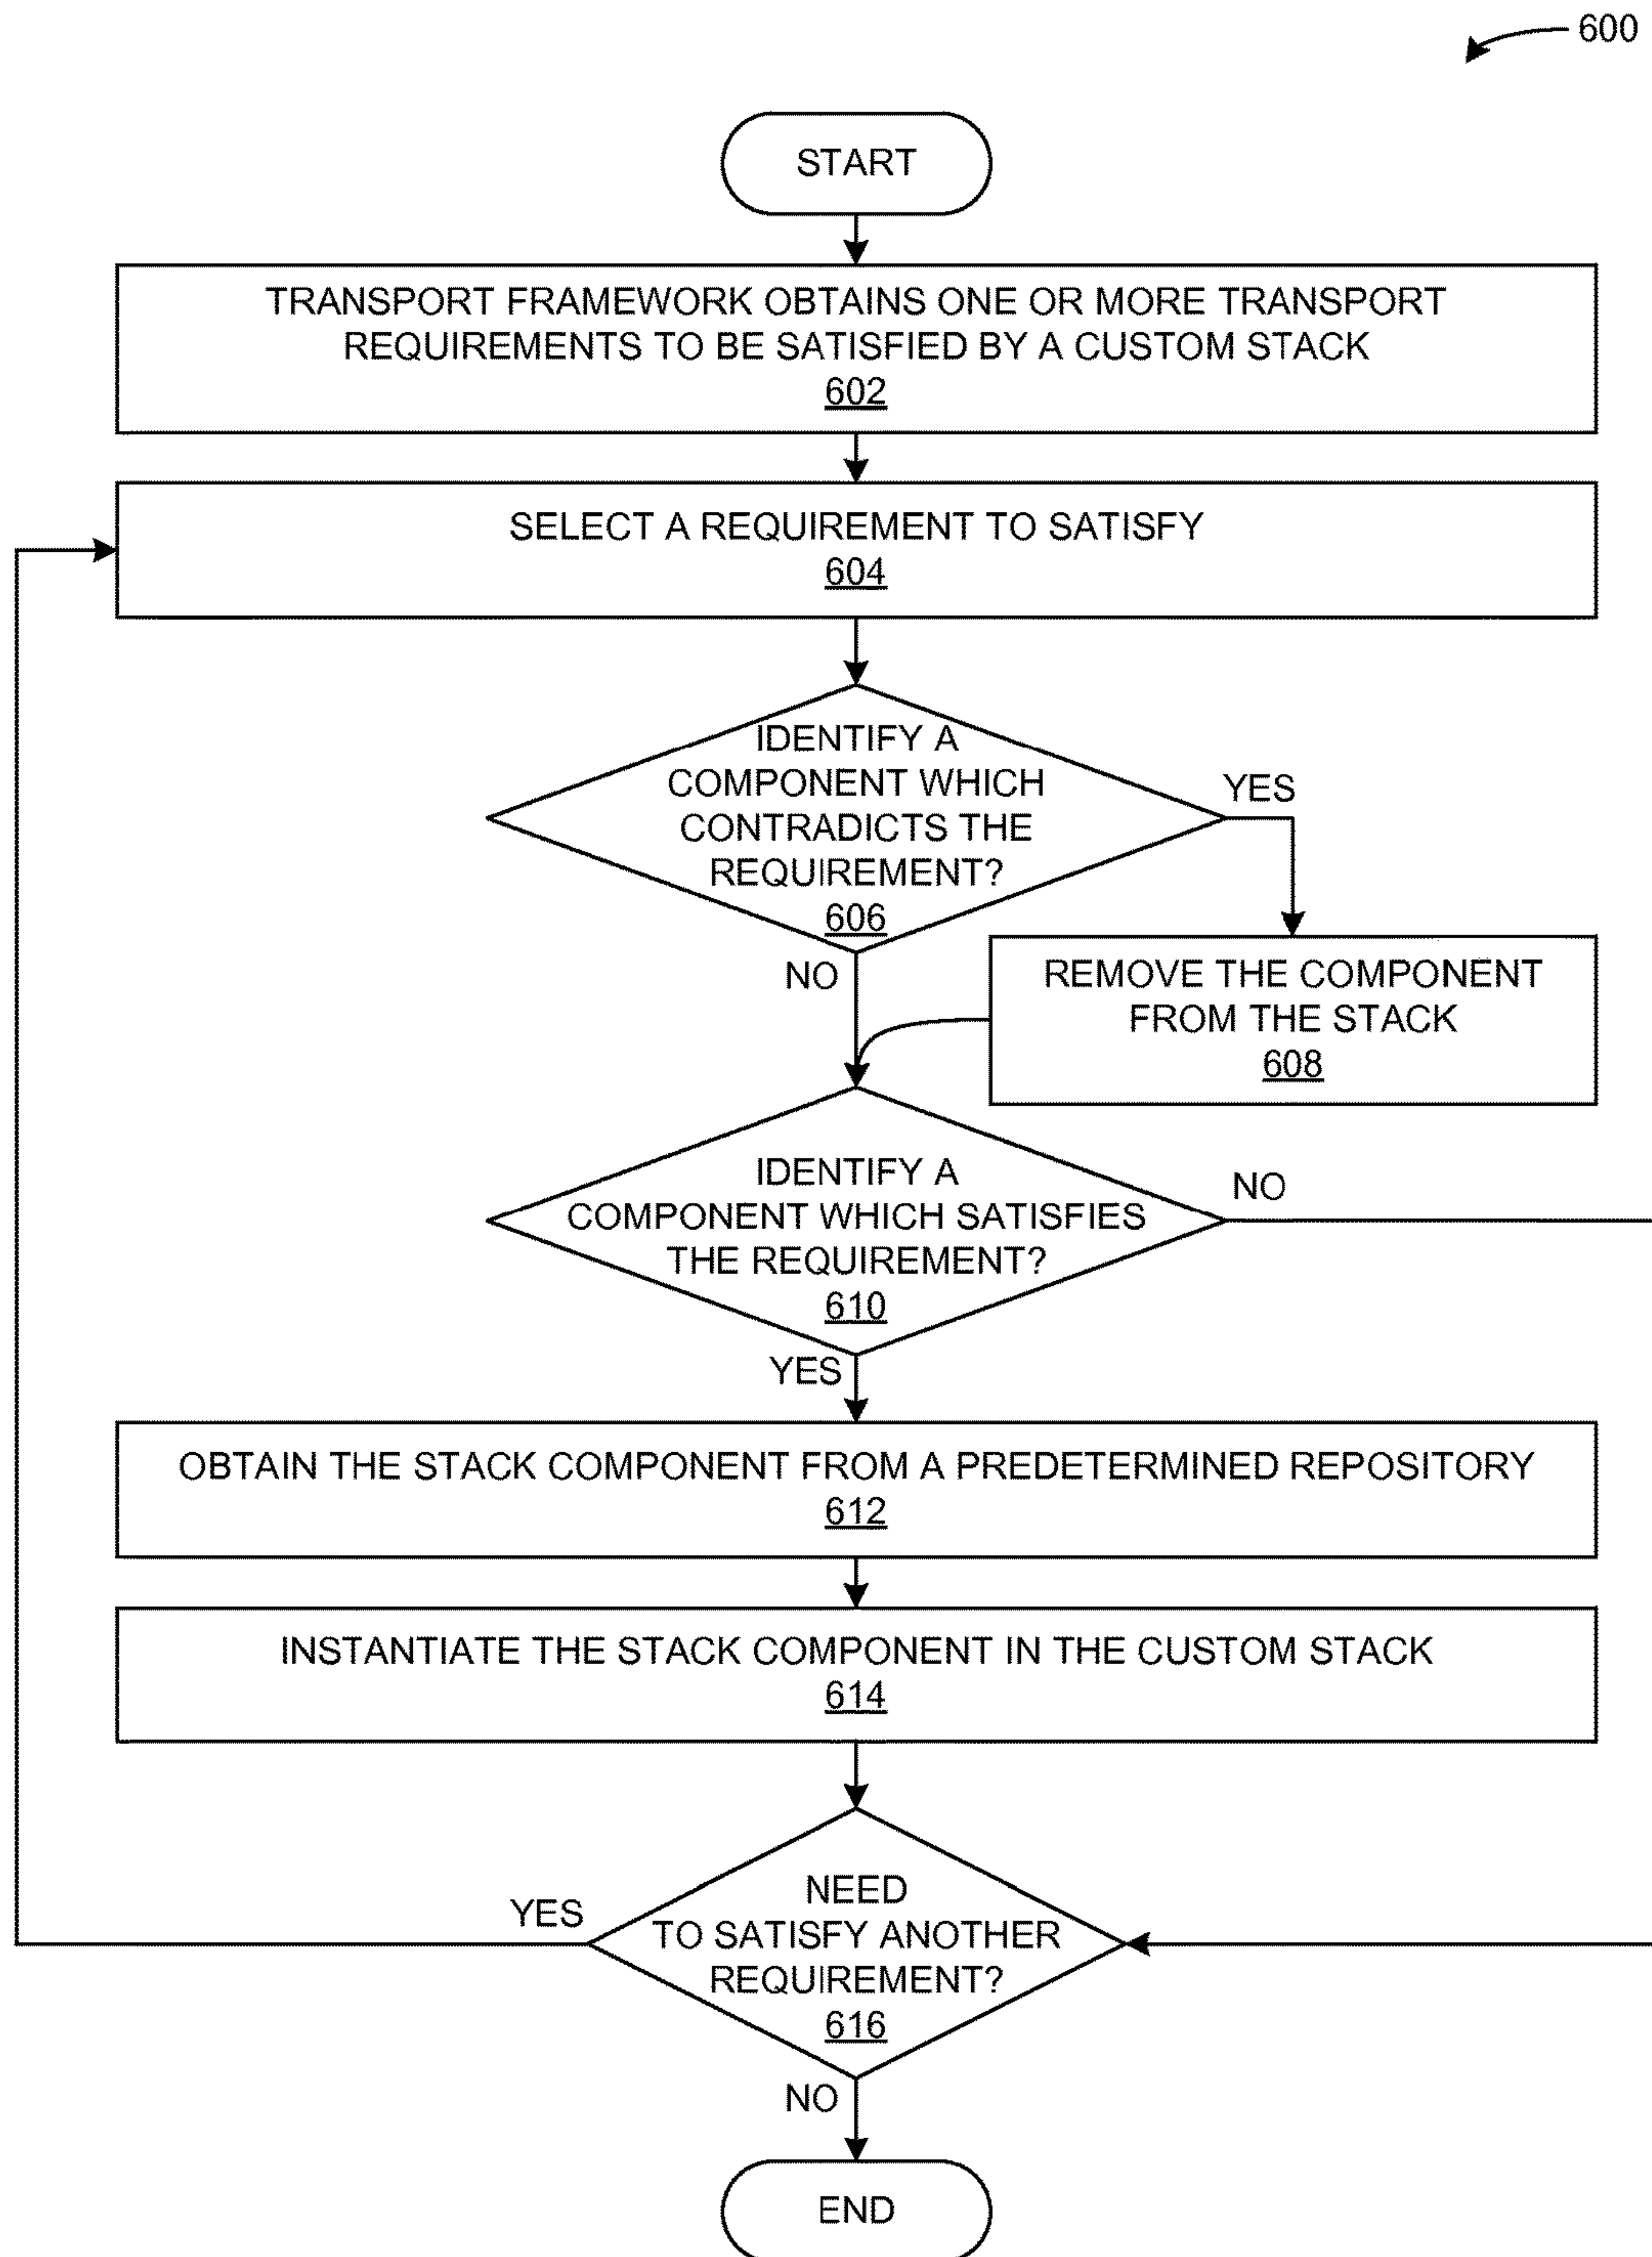 600
START
TRANSPORT FRAMEWORK OBTAINS ONE OR MORE TRANSPORT
REQUIREMENTS TO BE SATISFIED BY A CUSTOM STACK
602
SELECT A REQUIREMENT TO SATISFY
604
IDENTIFY A
COMPONENT WHICH
CONTRADICTS THE
REQUIREMENT?
606
YES
NO
REMOVE THE COMPONENT
FROM THE STACK
608
IDENTIFY A
COMPONENT WHICH SATISFIES
THE REQUIREMENT?
610
NO
YES
OBTAIN THE STACK COMPONENT FROM A PREDETERMINED REPOSITORY
612
INSTANTIATE THE STACK COMPONENT IN THE CUSTOM STACK
614
NEED
TO SATISFY ANOTHER
REQUIREMENT?
616
YES
NO
END